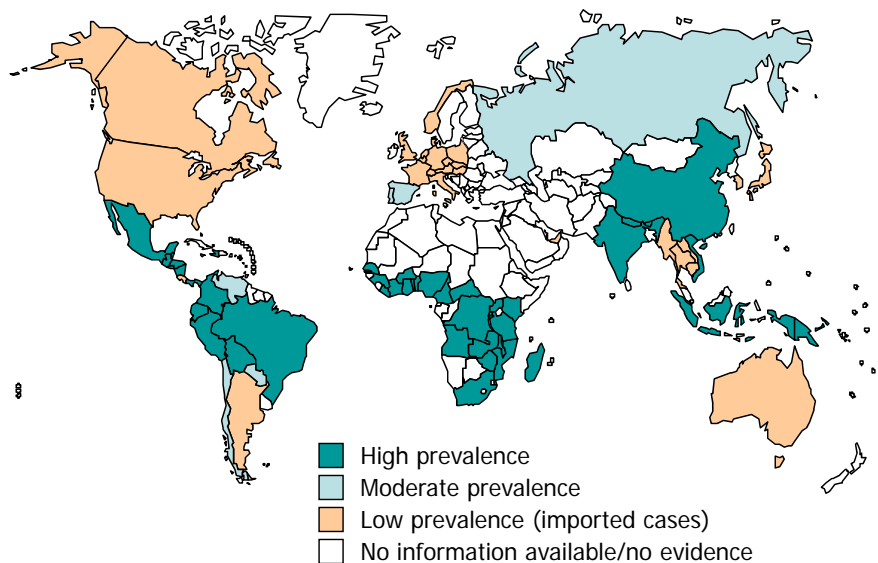 High prevalence
Moderate prevalence
Low prevalence (imported cases)
No information available/no evidence